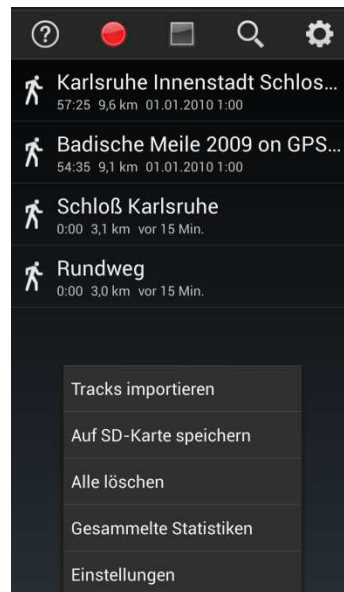 Karlsruhe Innenstadt Schlos...
57:25 9,6 km 01.01.2010 1:00
Badische Meile 2009 on GPS...
54:35 9,1 km 01.01.2010 1:00
Schloß Karlsruhe
0:00 3,1 km vor 15 Min.
Rundweg
0:00 3,0 km vor 15 Min.
Tracks importieren
Auf SD-Karte speichern
Alle löschen
Gesammelte Statistiken
Einstellungen